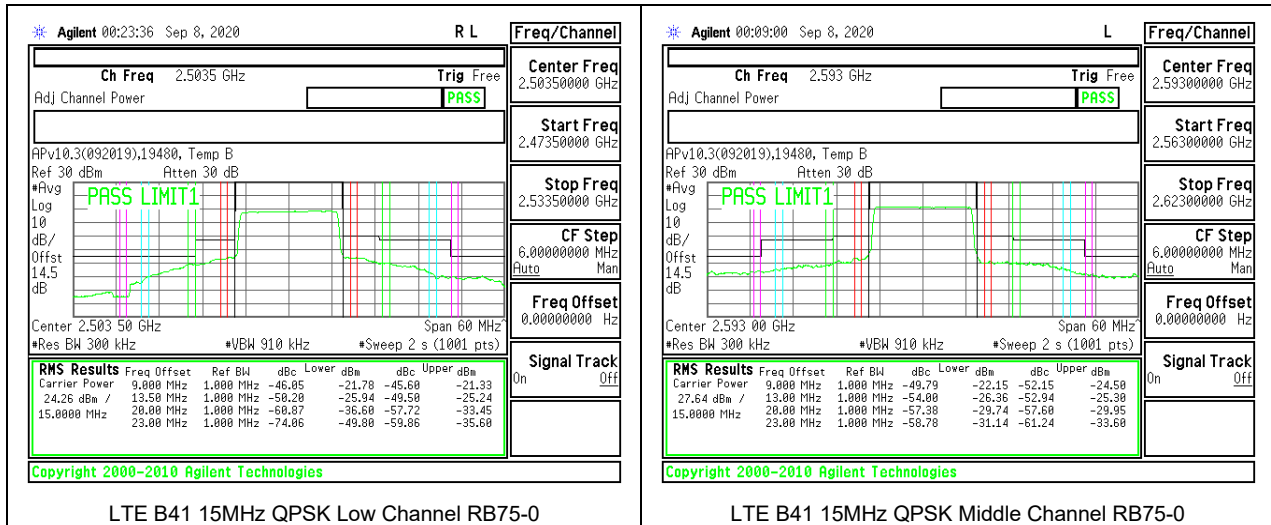 Agilent 00:23:36 Sep 8, 2020 R L
Freq/Channel
Ch Freq 2.5035 GHz Trig Free
Adj Channel Power PASS
Center Freq
2.50350000 GHz
Start Freq
2.47350000 GHz
APv10.3(092019),19480, Temp B
Ref 30 dBm Atten 30 dB
#Avg
Log
10
dB/
Offst
14.5
dB
PASS LIMIT1
Stop Freq
2.53350000 GHz
CF Step
6.00000000 MHz
Auto Man
Freq Offset
0.00000000 Hz
Center 2.503 50 GHz Span 60 MHz^
#Res BW 300 kHz #VBW 910 kHz #Sweep 2 s (1001 pts)
Signal Track
On Off
RMS Results Freq Offset Ref BW dBc Lower dBm dBc Upper dBm
Carrier Power 9.000 MHz 1.000 MHz -46.05 -21.78 -45.60 -21.33
24.26 dBm / 13.50 MHz 1.000 MHz -50.20 -25.94 -49.50 -25.24
15.0000 MHz 20.00 MHz 1.000 MHz -60.87 -36.60 -57.72 -33.45
23.00 MHz 1.000 MHz -74.06 -49.80 -59.86 -35.60
Copyright 2000-2010 Agilent Technologies
LTE B41 15MHz QPSK Low Channel RB75-0
Agilent 00:09:00 Sep 8, 2020 L
Freq/Channel
Ch Freq 2.593 GHz Trig Free
Adj Channel Power PASS
Center Freq
2.59300000 GHz
Start Freq
2.56300000 GHz
APv10.3(092019),19480, Temp B
Ref 30 dBm Atten 30 dB
#Avg
Log
10
dB/
Offst
14.5
dB
PASS LIMIT1
Stop Freq
2.62300000 GHz
CF Step
6.00000000 MHz
Auto Man
Freq Offset
0.00000000 Hz
Center 2.593 00 GHz Span 60 MHz^
#Res BW 300 kHz #VBW 910 kHz #Sweep 2 s (1001 pts)
Signal Track
On Off
RMS Results Freq Offset Ref BW dBc Lower dBm dBc Upper dBm
Carrier Power 9.000 MHz 1.000 MHz -49.79 -22.15 -52.15 -24.50
27.64 dBm / 13.00 MHz 1.000 MHz -54.00 -26.36 -52.94 -25.30
15.0000 MHz 20.00 MHz 1.000 MHz -57.38 -29.74 -57.60 -29.95
23.00 MHz 1.000 MHz -58.78 -31.14 -61.24 -33.60
Copyright 2000-2010 Agilent Technologies
LTE B41 15MHz QPSK Middle Channel RB75-0